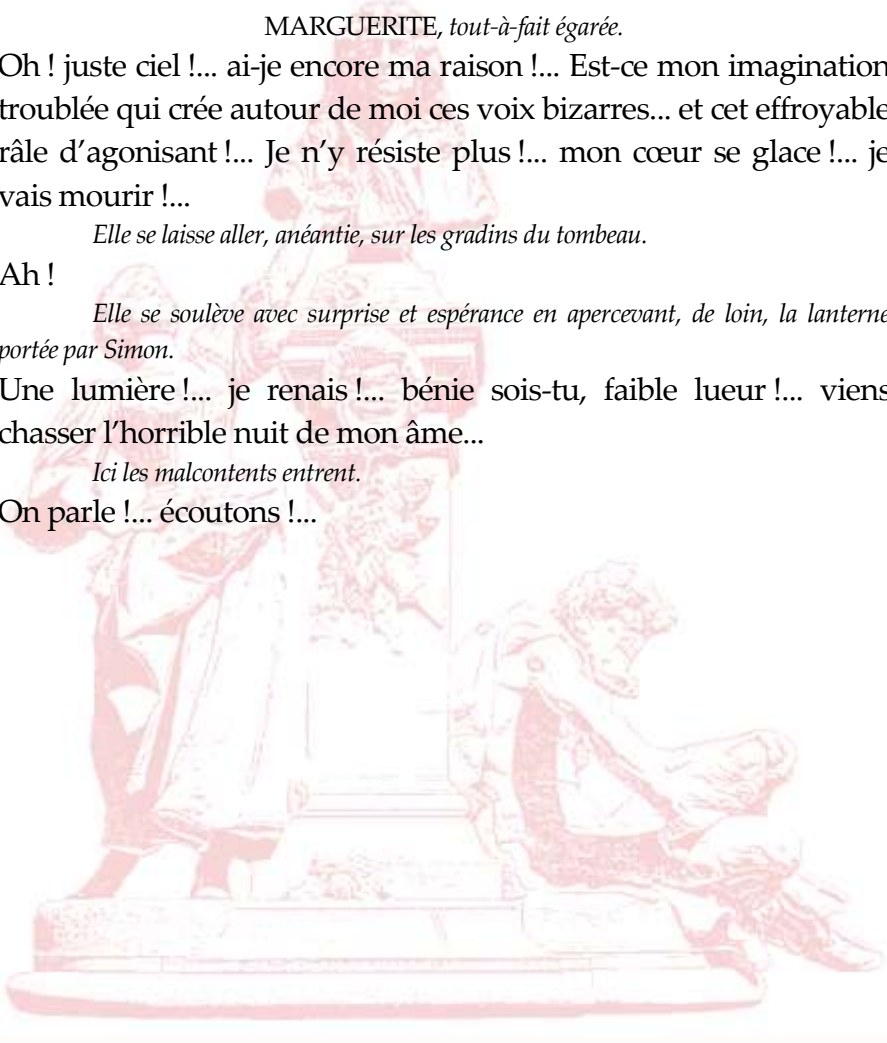 MARGUERITE, tout-à-fait égarée.
Oh ! juste ciel !... ai-je encore ma raison !... Est-ce mon imagination
troublée qui crée autour de moi ces voix bizarres... et cet effroyable
râle d’agonisant !... Je n’y résiste plus !... mon cœur se glace !... je
vais mourir !...
Elle se laisse aller, anéantie, sur les gradins du tombeau.
Ah !
Elle se soulève avec surprise et espérance en apercevant, de loin, la lanterne
portée par Simon.
Une lumière !... je renais !... bénie sois-tu, faible lueur !... viens
chasser l’horrible nuit de mon âme...
Ici les malcontents entrent.
On parle !... écoutons !...